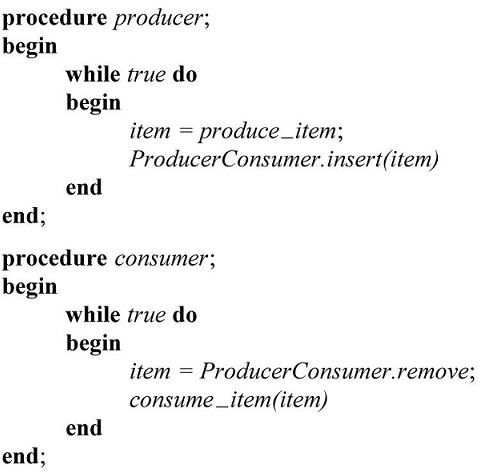 procedure producer;
begin
while true do
begin
item = produce_item;
ProducerConsumer.insert(item)
end
end;
procedure consumer;
begin
while true do
begin
item = ProducerConsumer.remove;
consume_item(item)
end
end;